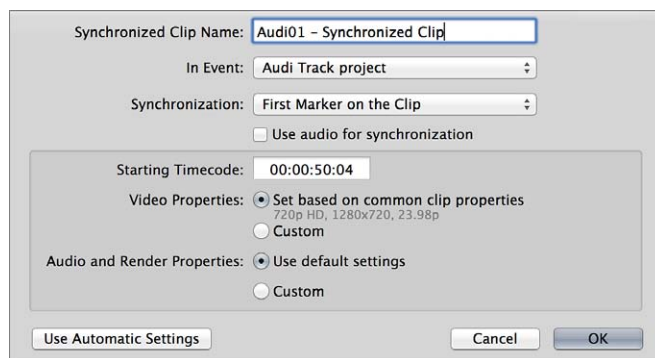 Synchronized Clip Name: Audi01 – Synchronized Clip
In Event: Audi Track project
Synchronization: First Marker on the Clip
Use audio for synchronization
Starting Timecode: 00:00:50:04
Video Properties: Set based on common clip properties
720p HD, 1280x720, 23.98p
Custom
Audio and Render Properties: Use default settings
Custom
Use Automatic Settings Cancel OK